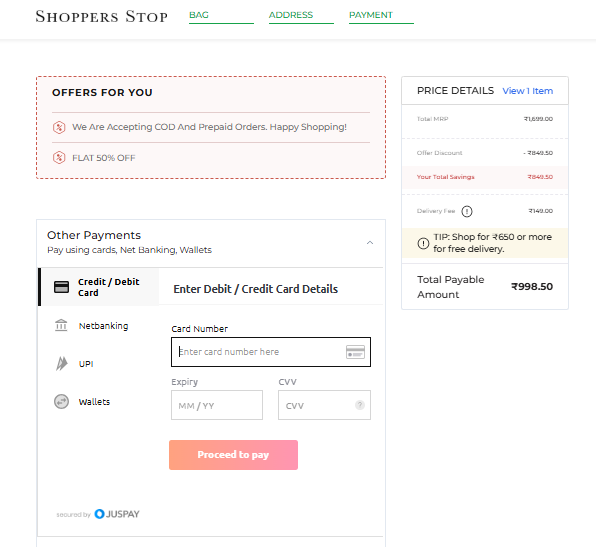 SHOPPERS STOP
BAG
ADDRESS
PAYMENT
OFFERS FOR YOU
We Are Accepting COD And Prepaid Orders. Happy Shopping!
FLAT 50% OFF
PRICE DETAILS View 1 Item
Total MRP ₹1,699.00
Offer Discount - ₹849.50
Your Total Savings ₹849.50
Delivery Fee ₹149.00
TIP: Shop for ₹650 or more
for free delivery.
Total Payable
Amount
₹998.50
Other Payments
Pay using cards, Net Banking, Wallets
Credit / Debit
Card
Netbanking
UPI
Wallets
Enter Debit / Credit Card Details
Card Number
Enter card number here
Expiry
CVV
MM / YY
CVV
?
Proceed to pay
secured by JUSPAY